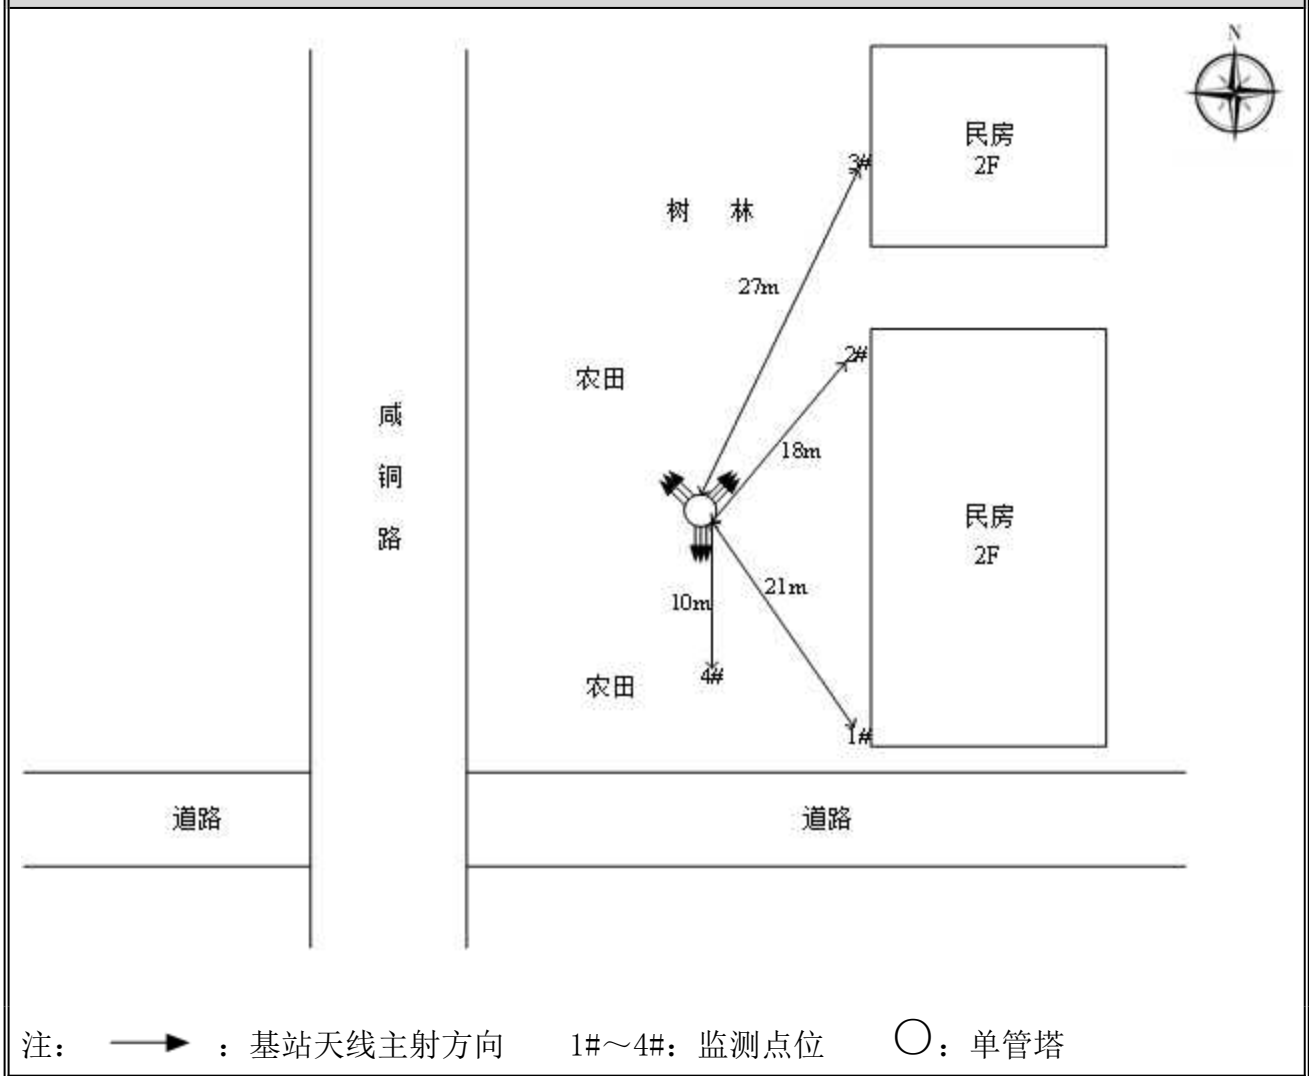 N
民房
2F
3#
树 林
27m
2#
农田
咸
铜
路
18m
民房
2F
21m
10m
4#
农田
1#
道路
道路
注： ：基站天线主射方向 1#～4#：监测点位 ：单管塔